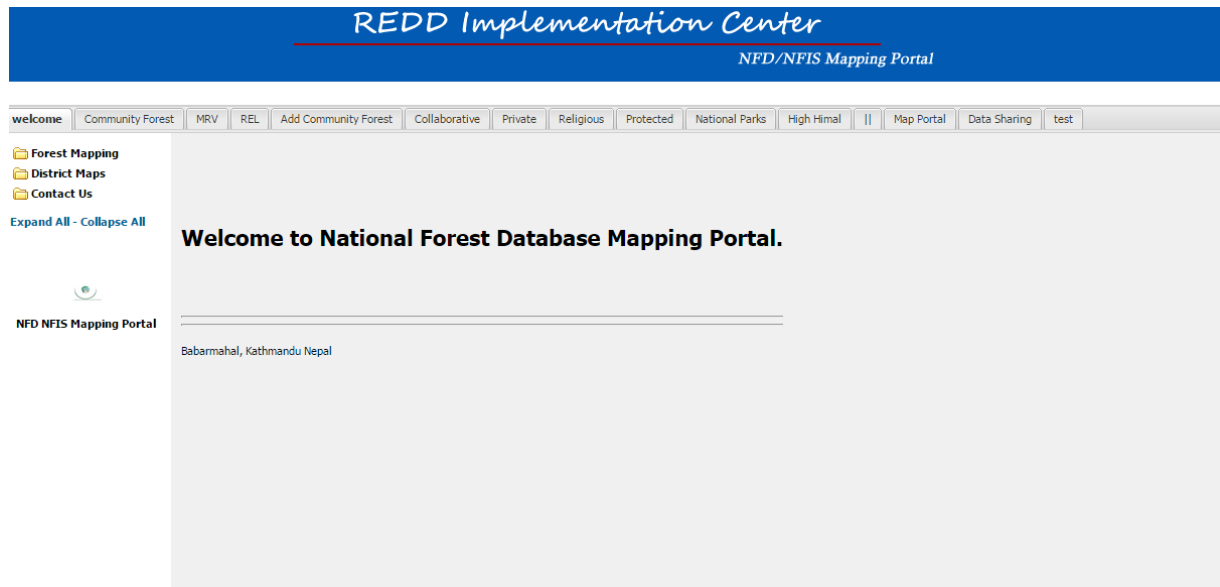 REDD Implementation Center
NFD/NFIS Mapping Portal
welcome Community Forest MRV REL Add Community Forest Collaborative Private Religious Protected National Parks High Himal || Map Portal Data Sharing test
Forest Mapping
District Maps
Contact Us
Expand All - Collapse All
Welcome to National Forest Database Mapping Portal.
NFD NFIS Mapping Portal
Babarmahal, Kathmandu Nepal